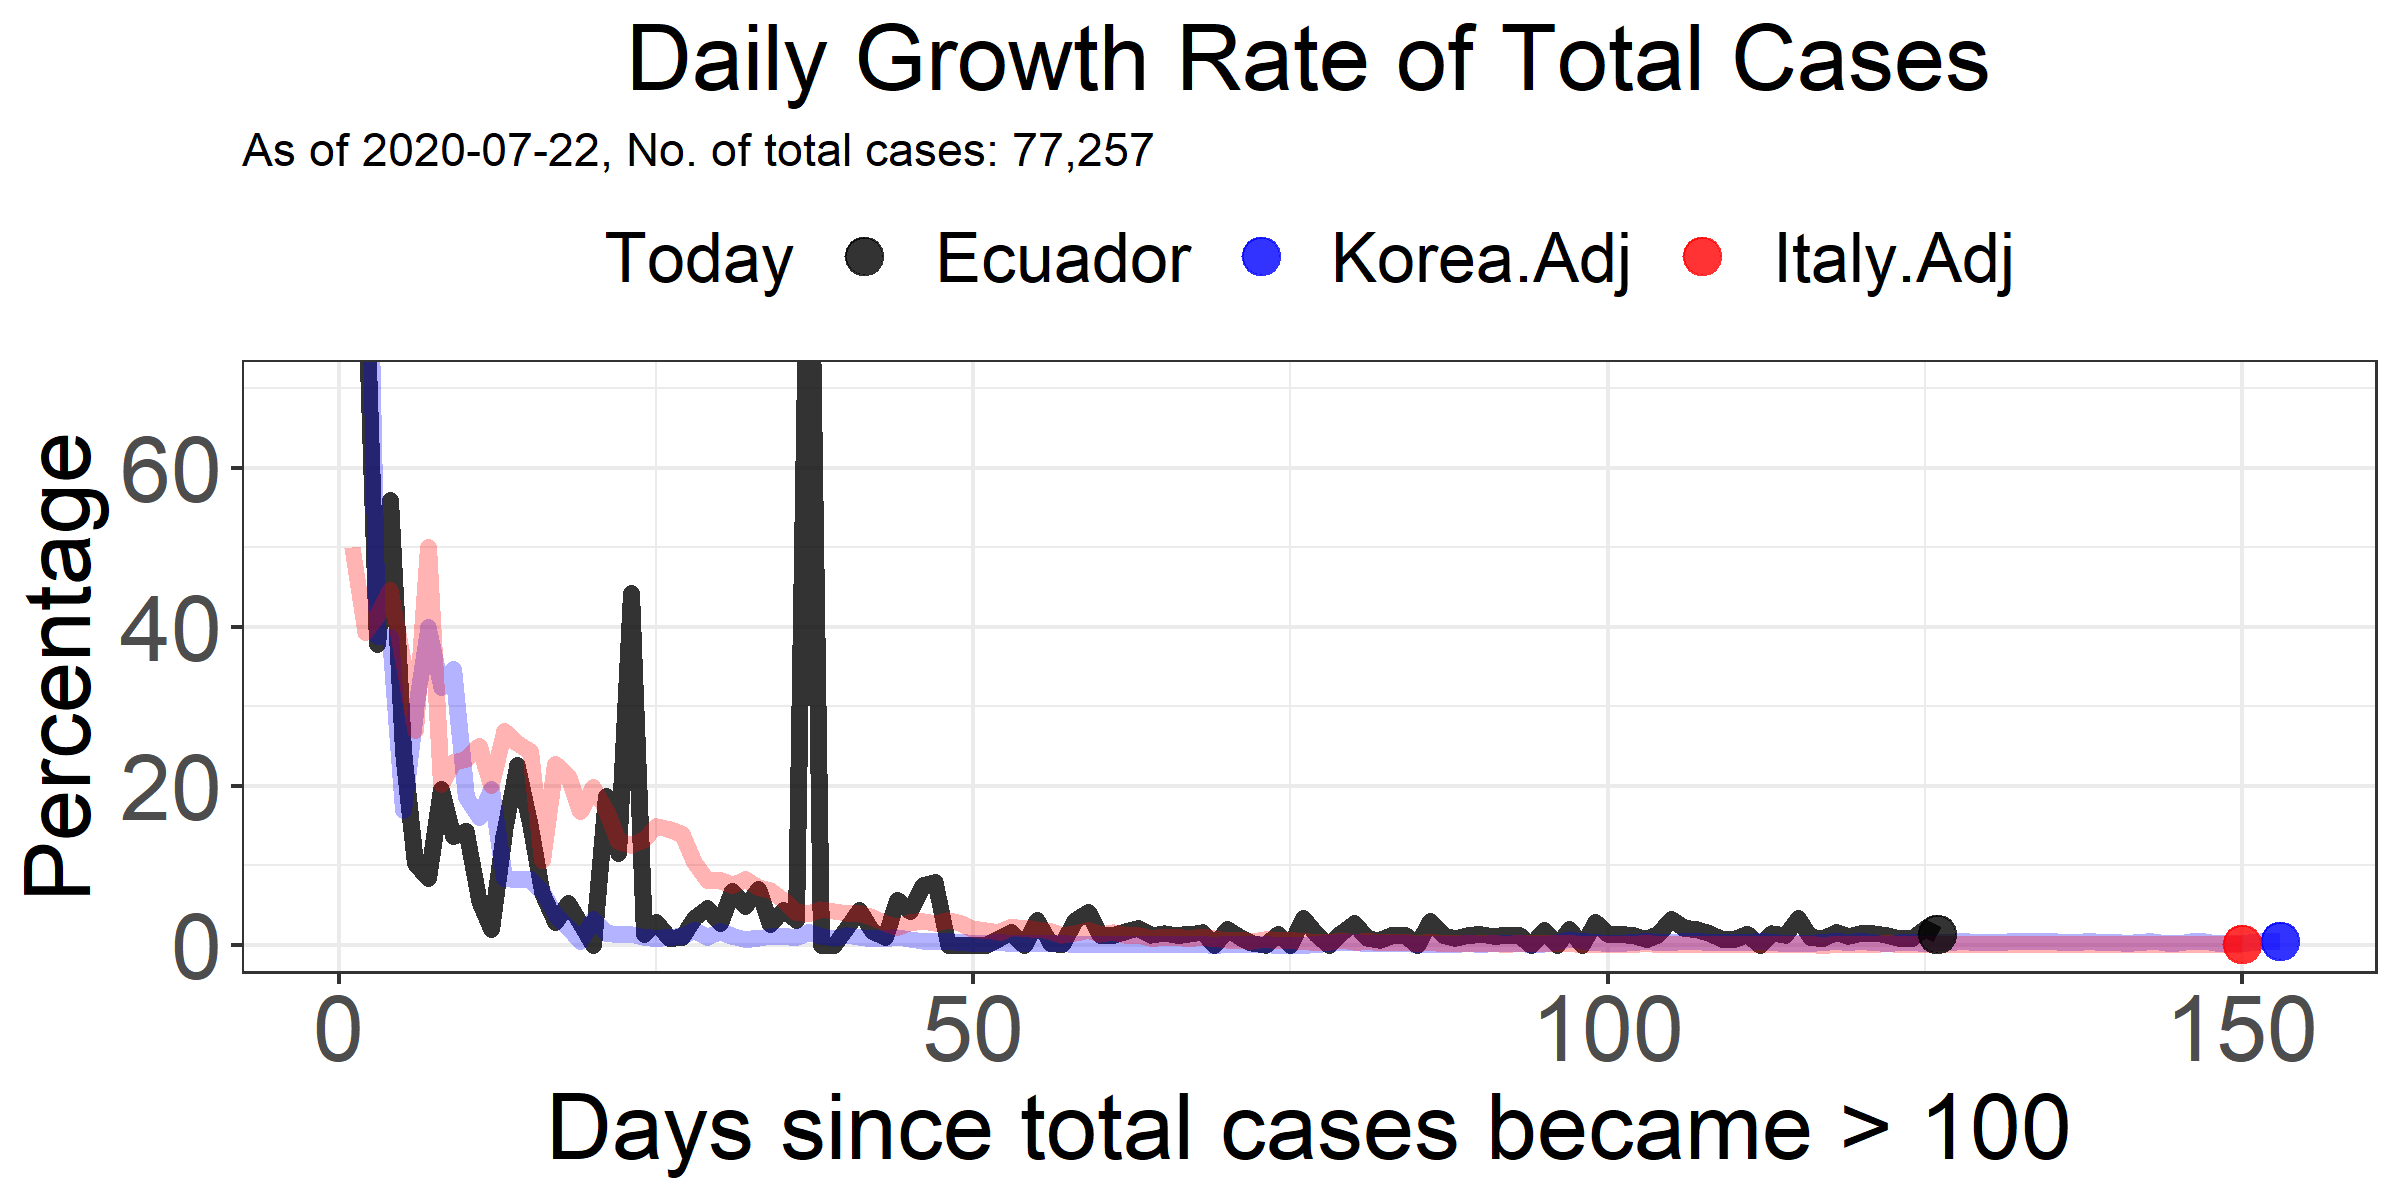 Daily Growth Rate of Total Cases
As of 2020-07-22, No. of total cases: 77,257
Today Ecuador Korea.Adj Italy.Adj
Percentage
60
40
20
0
0 50 100 150
Days since total cases became > 100